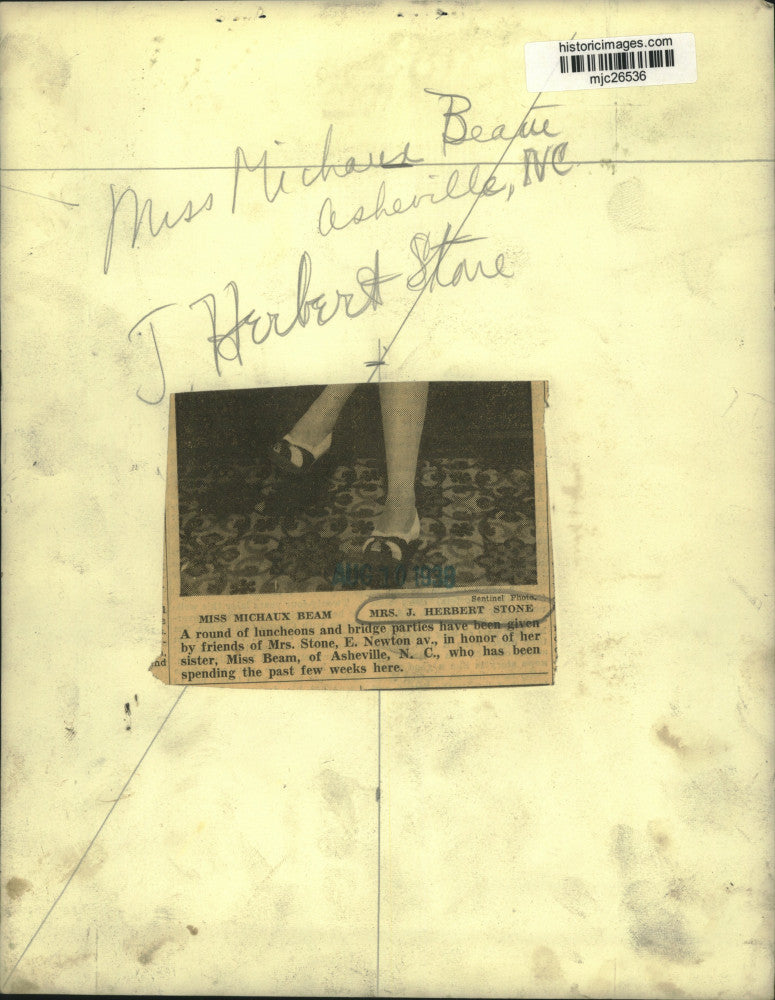 historicimages.com
mjc26536
Miss Michaux Beam
Asheville, NC
J Herbert Stone
AUG 10 1938
Sentinel Photo.
MISS MICHAUX BEAM MRS. J. HERBERT STONE
A round of luncheons and bridge parties have been given
by friends of Mrs. Stone, E. Newton av., in honor of her
sister, Miss Beam, of Asheville, N. C., who has been
nd
spending the past few weeks here.